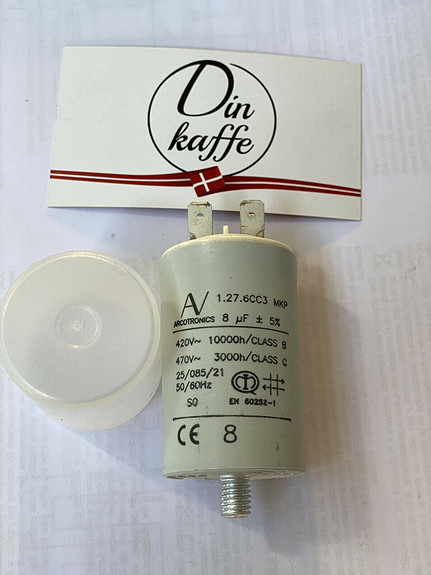 Din
kaffe
AV 1.27.6CC3 MKP
ARCOTRONICS 8 µF ± 5%
420V~ 10000h/CLASS B
470V~ 3000h/CLASS C
25/085/21
50/60Hz
SO EN 60252-1
CE 8